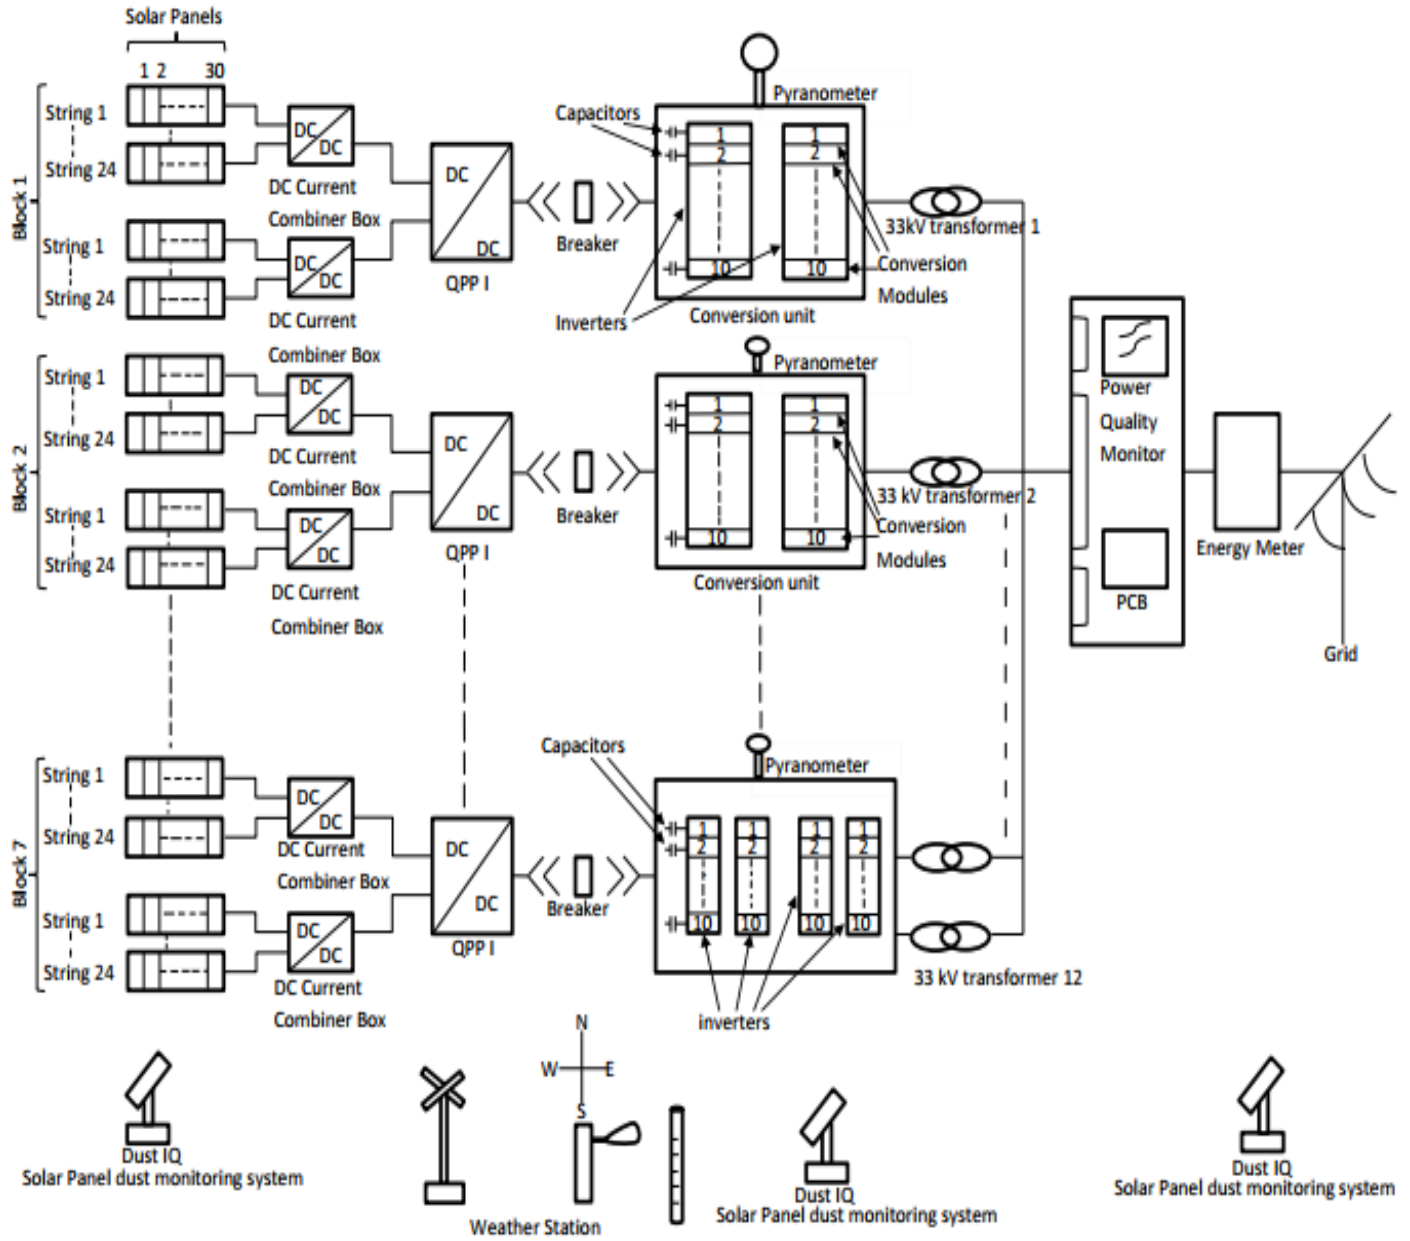 Solar Panels
1 2 30
Block 1
String 1
String 24
String 1
String 24
DC
DC
DC Current
Combiner Box
DC
DC
DC Current
Combiner Box
DC
DC
QPP I
Breaker
Capacitors
Pyranometer
1
2
10
1
2
10
Inverters
Conversion unit
33kV transformer 1
Conversion
Modules
Block 2
String 1
String 24
String 1
String 24
DC
DC
DC Current
Combiner Box
DC
DC
DC Current
Combiner Box
DC
DC
QPP I
Breaker
Pyranometer
1
2
10
1
2
10
Conversion unit
33 kV transformer 2
Conversion
Modules
Power
Quality
Monitor
PCB
Energy Meter
Grid
Block 7
String 1
String 24
String 1
String 24
DC
DC
DC Current
Combiner Box
DC
DC
DC Current
Combiner Box
DC
DC
QPP I
Breaker
Capacitors
Pyranometer
1
2
10
1
2
10
1
2
10
1
2
10
inverters
33 kV transformer 12
N
W E
S
Dust IQ
Solar Panel dust monitoring system
Weather Station
Dust IQ
Solar Panel dust monitoring system
Dust IQ
Solar Panel dust monitoring system